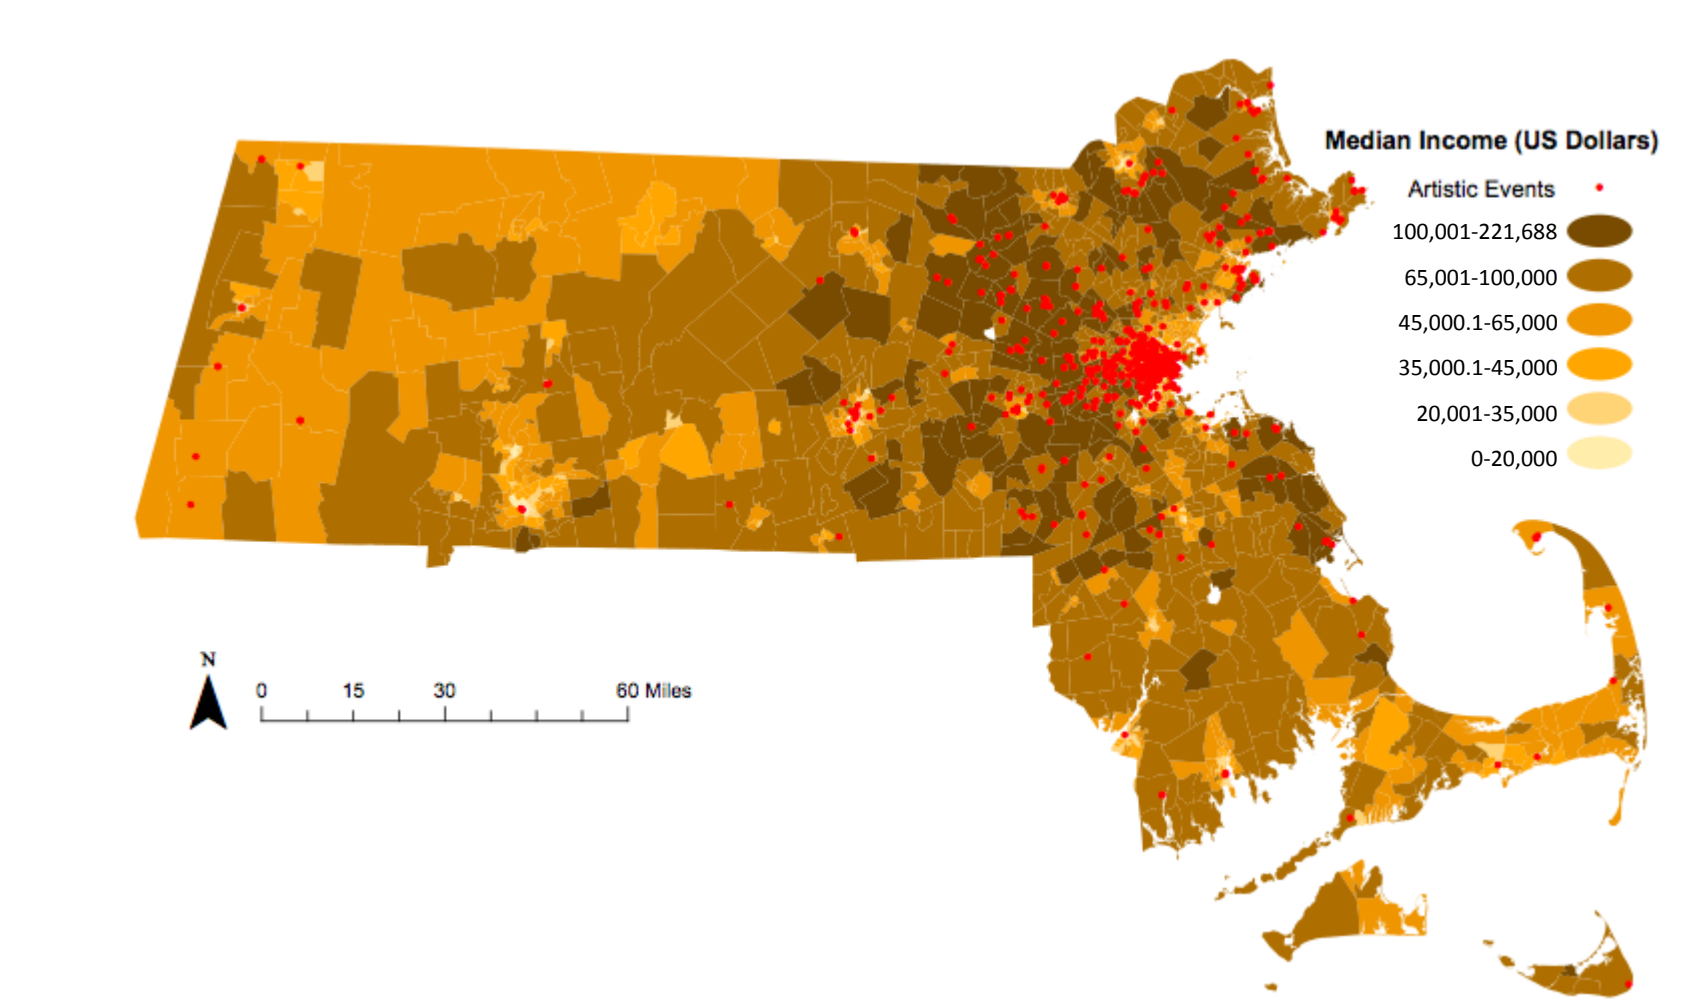 Median Income (US Dollars)
Artistic Events
100,001-221,688
65,001-100,000
45,000.1-65,000
35,000.1-45,000
20,001-35,000
0-20,000
N
0 15 30 60 Miles